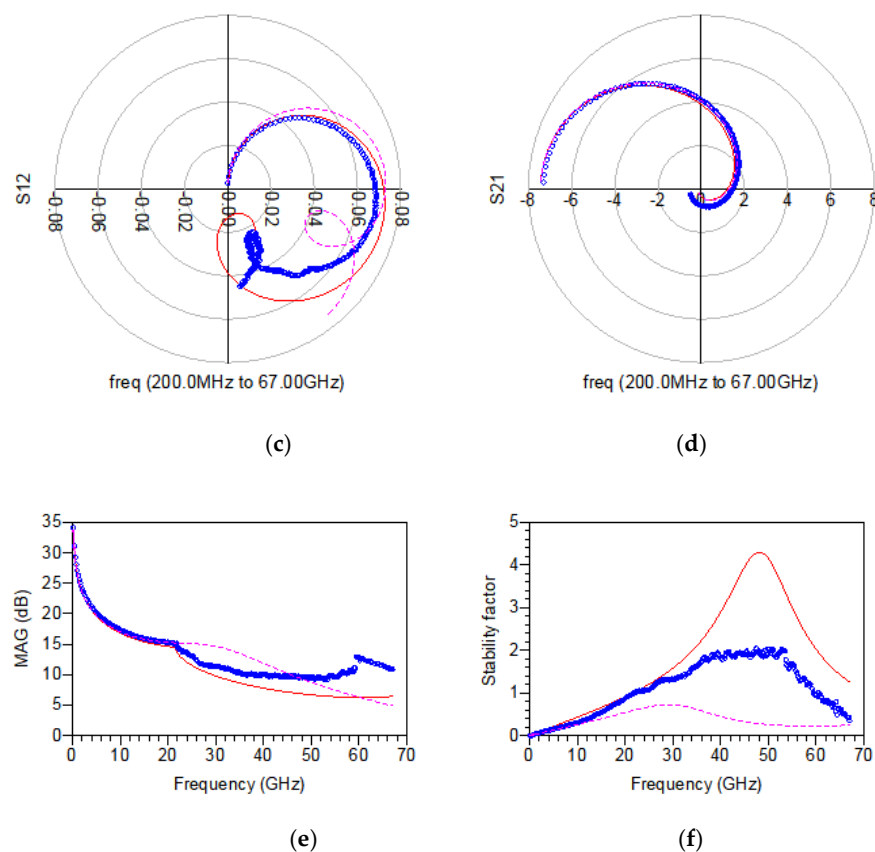 S12
-0.08 -0.06 -0.04 -0.02 0.00 0.02 0.04 0.06 0.08
freq (200.0MHz to 67.00GHz)
(c)
S21
-8 -6 -4 -2 0 2 4 6 8
freq (200.0MHz to 67.00GHz)
(d)
MAG (dB)
35
30
25
20
15
10
5
0
0 10 20 30 40 50 60 70
Frequency (GHz)
(e)
Stability factor
5
4
3
2
1
0
0 10 20 30 40 50 60 70
Frequency (GHz)
(f)